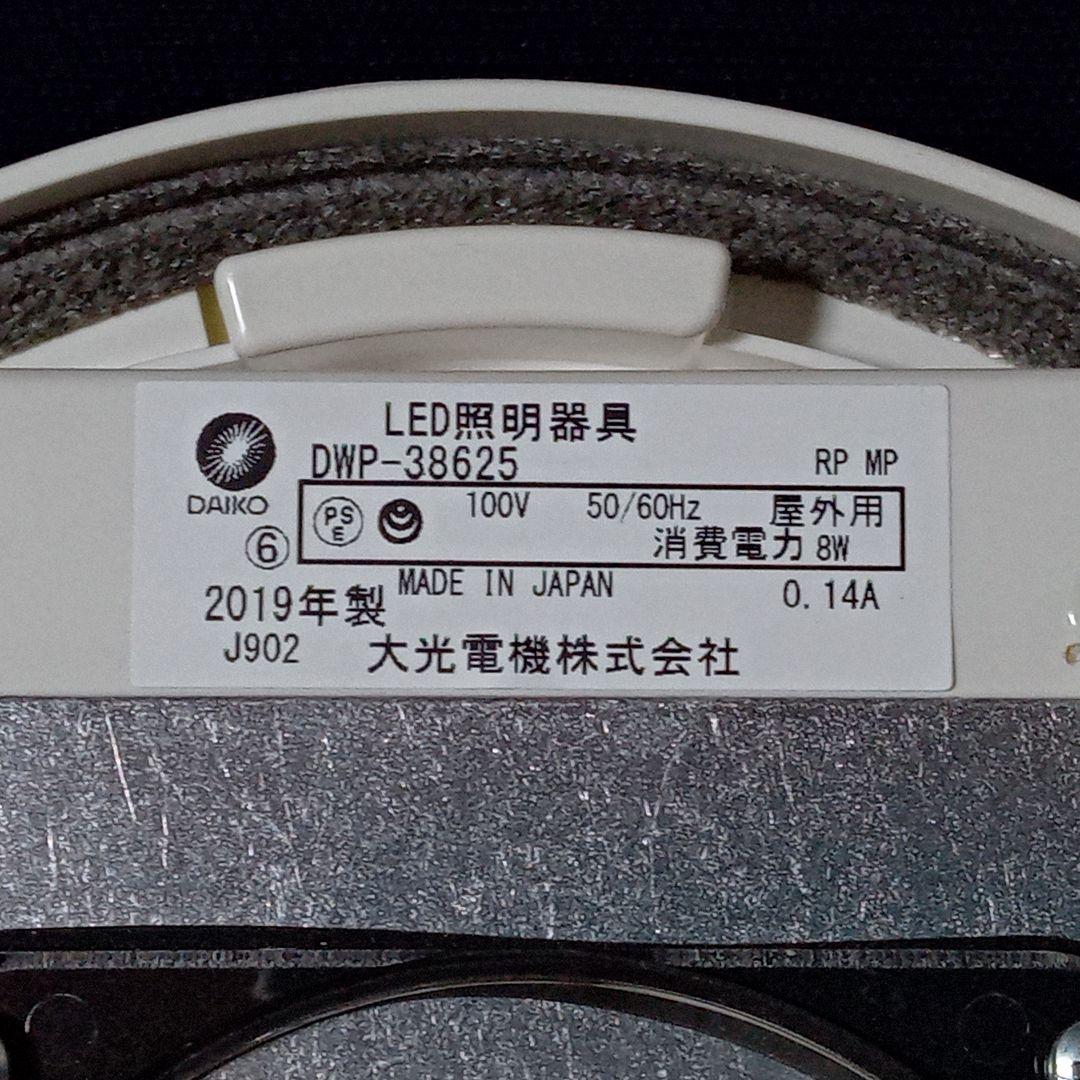 LED照明器具
DAIKO
DWP-38625
RP MP
PS
E
100V 50/60Hz 屋外用
消費電力 8W
⑥
MADE IN JAPAN
0.14A
2019年製
J902
大光電機株式会社